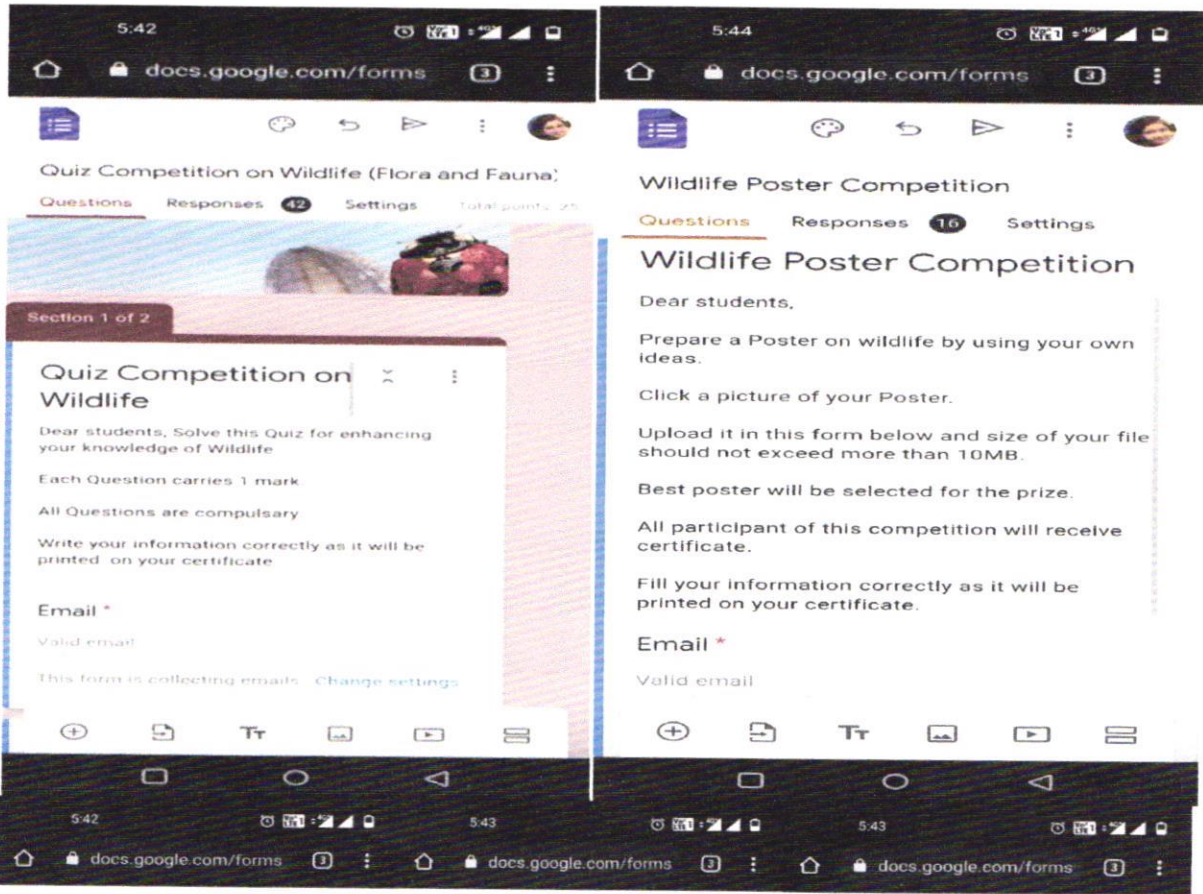 5:42
docs.google.com/forms 3
Quiz Competition on Wildlife (Flora and Fauna)
Questions Responses 42 Settings Total points: 25
Section 1 of 2
Quiz Competition on
Wildlife
Dear students, Solve this Quiz for enhancing
your knowledge of Wildlife
Each Question carries 1 mark
All Questions are compulsary
Write your information correctly as it will be
printed on your certificate
Email *
Valid email
This form is collecting emails. Change settings
5:44
docs.google.com/forms 3
Wildlife Poster Competition
Questions Responses 16 Settings
Wildlife Poster Competition
Dear students,
Prepare a Poster on wildlife by using your own
ideas.
Click a picture of your Poster.
Upload it in this form below and size of your file
should not exceed more than 10MB.
Best poster will be selected for the prize.
All participant of this competition will receive
certificate.
Fill your information correctly as it will be
printed on your certificate.
Email *
Valid email
5:42
docs.google.com/forms 3
5:43
docs.google.com/forms 3
5:43
docs.google.com/forms 3